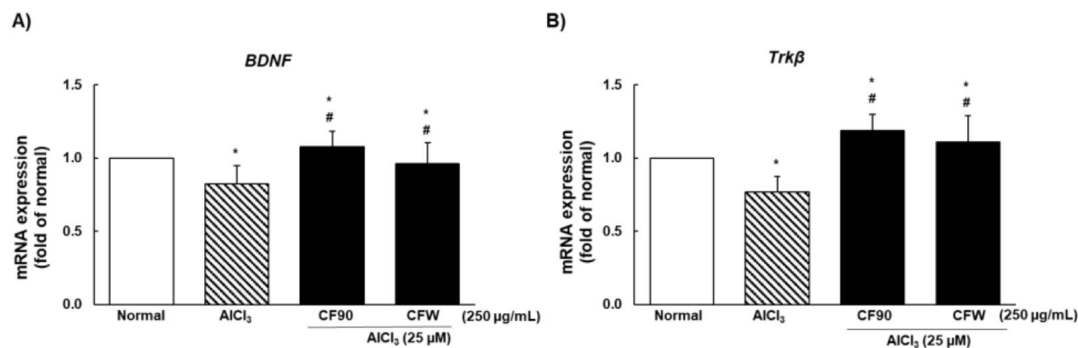 A)
BDNF
mRNA expression
(fold of normal)
1.5
1.0
0.5
0.0
*
*
#
*
#
Normal
AlCl₃
CF90
CFW
(250 µg/mL)
AlCl₃ (25 µM)
B)
Trkβ
mRNA expression
(fold of normal)
1.5
1.0
0.5
0.0
*
*
#
*
#
Normal
AlCl₃
CF90
CFW
(250 µg/mL)
AlCl₃ (25 µM)